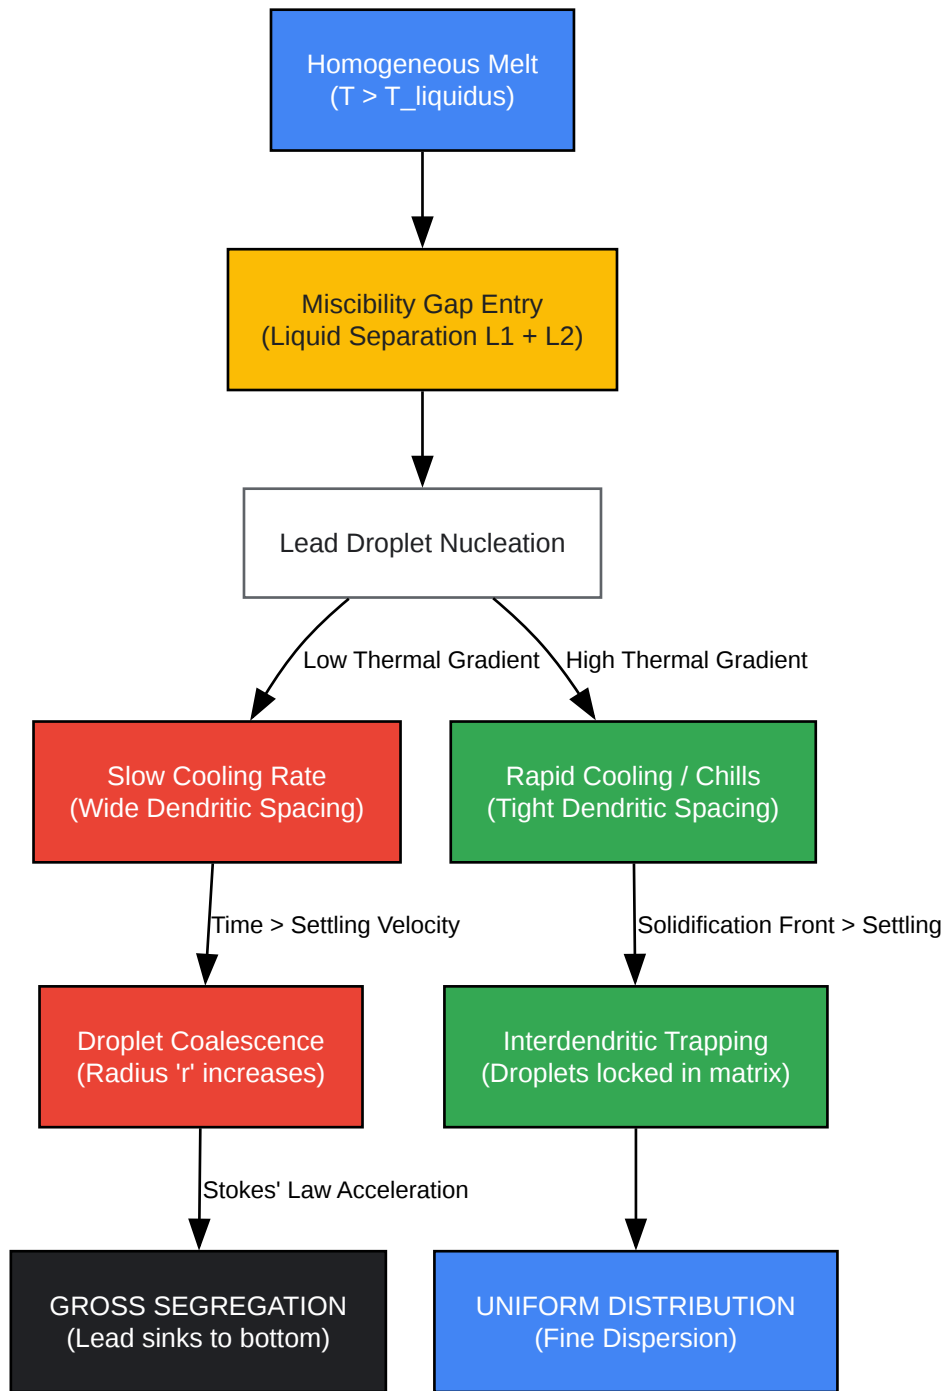 Homogeneous Melt
(T > T_liquidus)
Miscibility Gap Entry
(Liquid Separation L1 + L2)
Lead Droplet Nucleation
Low Thermal Gradient
High Thermal Gradient
Slow Cooling Rate
(Wide Dendritic Spacing)
Rapid Cooling / Chills
(Tight Dendritic Spacing)
Time > Settling Velocity
Solidification Front > Settling
Droplet Coalescence
(Radius 'r' increases)
Interdendritic Trapping
(Droplets locked in matrix)
Stokes' Law Acceleration
GROSS SEGREGATION
(Lead sinks to bottom)
UNIFORM DISTRIBUTION
(Fine Dispersion)